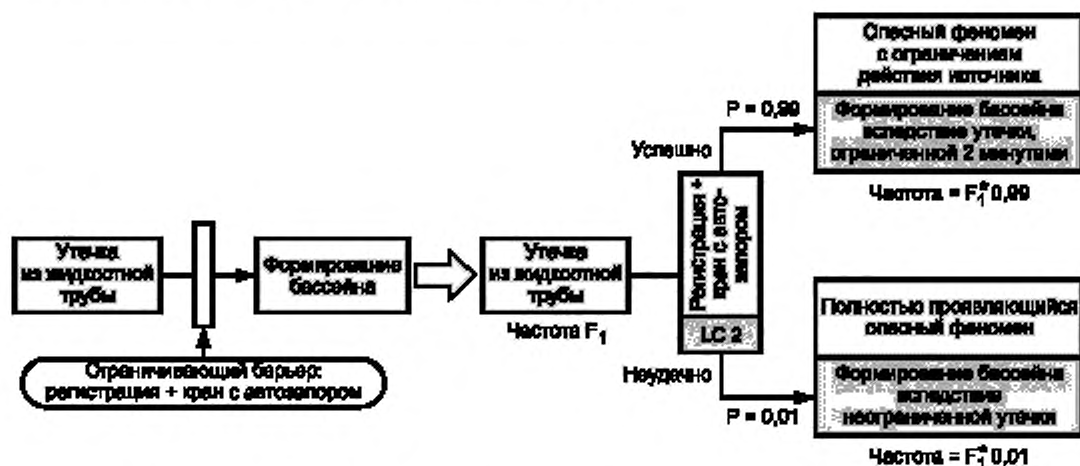 Утечка
из жидкостной
трубы
Формирование
бассейна
Ограничивающий барьер:
регистрация + кран с автозапором
Утечка
из жидкостной
трубы
Частота F₁
Регистрация +
кран с авто-
запором
LC 2
Успешно
P = 0,99
Опасный феномен
с ограничением
действия источника
Формирование бассейна
вследствие утечки,
ограниченной 2 минутами
Частота = F₁* 0,99
Неудачно
P = 0,01
Полностью проявляющийся
опасный феномен
Формирование бассейна
вследствие
неограниченной утечки
Частота = F₁* 0,01